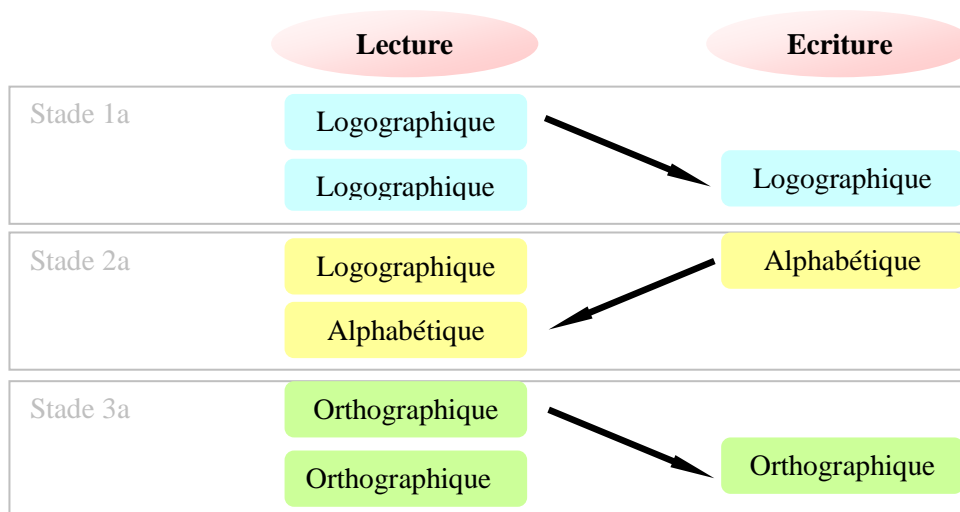 Lecture
Ecriture
Stade 1a
Logographique
Logographique
Logographique
Stade 2a
Logographique
Alphabétique
Alphabétique
Stade 3a
Orthographique
Orthographique
Orthographique